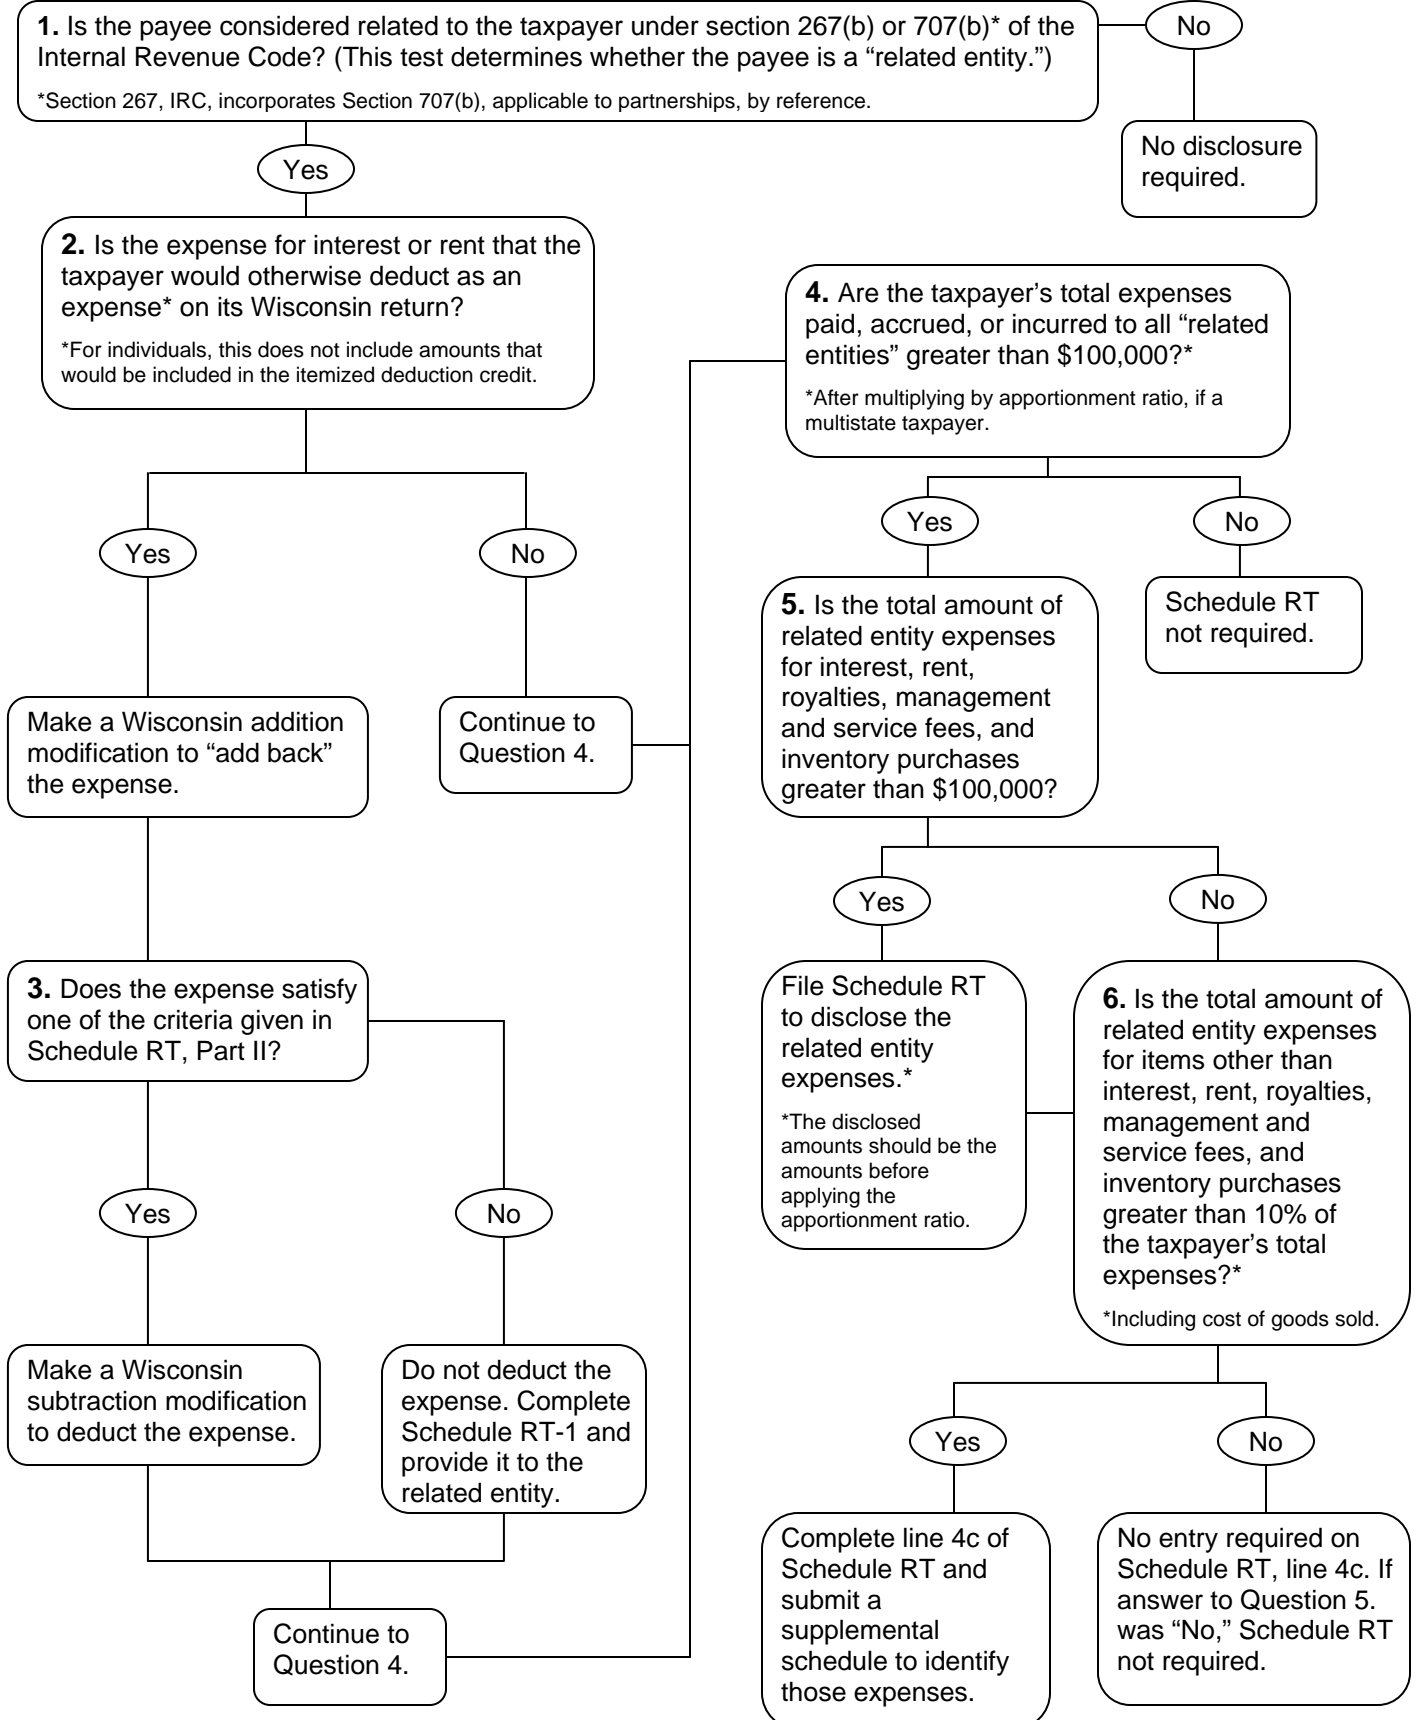 1. Is the payee considered related to the taxpayer under section 267(b) or 707(b)* of the
Internal Revenue Code? (This test determines whether the payee is a “related entity.”)
*Section 267, IRC, incorporates Section 707(b), applicable to partnerships, by reference.
No
No disclosure
required.
Yes
2. Is the expense for interest or rent that the
taxpayer would otherwise deduct as an
expense* on its Wisconsin return?
*For individuals, this does not include amounts that
would be included in the itemized deduction credit.
Yes
No
Make a Wisconsin addition
modification to “add back”
the expense.
Continue to
Question 4.
3. Does the expense satisfy
one of the criteria given in
Schedule RT, Part II?
Yes
No
Make a Wisconsin
subtraction modification
to deduct the expense.
Do not deduct the
expense. Complete
Schedule RT-1 and
provide it to the
related entity.
Continue to
Question 4.
4. Are the taxpayer’s total expenses
paid, accrued, or incurred to all “related
entities” greater than $100,000?*
*After multiplying by apportionment ratio, if a
multistate taxpayer.
Yes
No
5. Is the total amount of
related entity expenses
for interest, rent,
royalties, management
and service fees, and
inventory purchases
greater than $100,000?
Schedule RT
not required.
Yes
No
File Schedule RT
to disclose the
related entity
expenses.*
*The disclosed
amounts should be the
amounts before
applying the
apportionment ratio.
6. Is the total amount of
related entity expenses
for items other than
interest, rent, royalties,
management and
service fees, and
inventory purchases
greater than 10% of
the taxpayer’s total
expenses?*
*Including cost of goods sold.
Yes
No
Complete line 4c of
Schedule RT and
submit a
supplemental
schedule to identify
those expenses.
No entry required on
Schedule RT, line 4c. If
answer to Question 5.
was “No,” Schedule RT
not required.